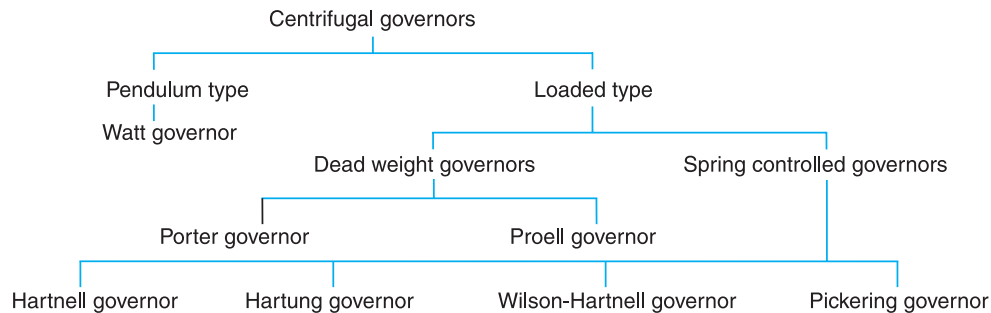 Centrifugal governors
Pendulum type
Loaded type
Watt governor
Dead weight governors
Spring controlled governors
Porter governor
Proell governor
Hartnell governor
Hartung governor
Wilson-Hartnell governor
Pickering governor